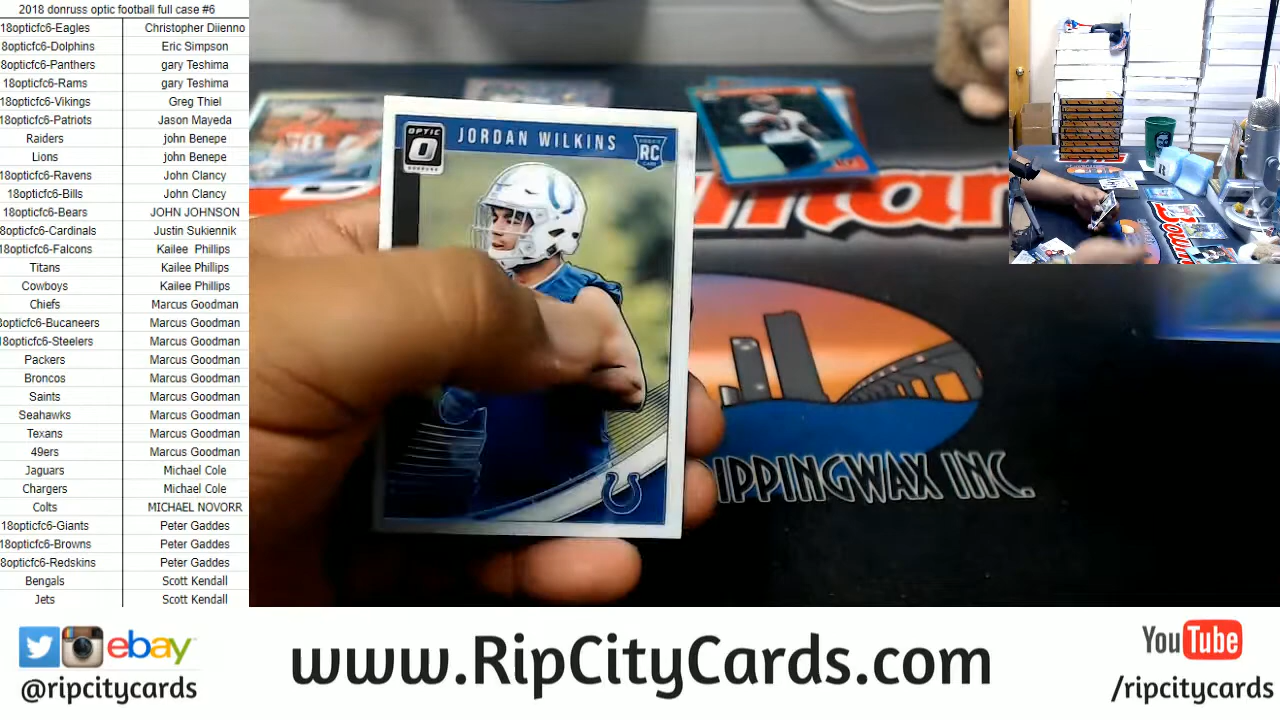 2018 donruss optic football full case #6
18opticfc6-Eagles Christopher Diienno
8opticfc6-Dolphins Eric Simpson
8opticfc6-Panthers gary Teshima
18opticfc6-Rams gary Teshima
18opticfc6-Vikings Greg Thiel
18opticfc6-Patriots Jason Mayeda
Raiders john Benepe
Lions john Benepe
18opticfc6-Ravens John Clancy
18opticfc6-Bills John Clancy
18opticfc6-Bears JOHN JOHNSON
8opticfc6-Cardinals Justin Sukiennik
18opticfc6-Falcons Kailee Phillips
Titans Kailee Phillips
Cowboys Kailee Phillips
Chiefs Marcus Goodman
8opticfc6-Bucaneers Marcus Goodman
18opticfc6-Steelers Marcus Goodman
Packers Marcus Goodman
Broncos Marcus Goodman
Saints Marcus Goodman
Seahawks Marcus Goodman
Texans Marcus Goodman
49ers Marcus Goodman
Jaguars Michael Cole
Chargers Michael Cole
Colts MICHAEL NOVORR
18opticfc6-Giants Peter Gaddes
18opticfc6-Browns Peter Gaddes
8opticfc6-Redskins Peter Gaddes
Bengals Scott Kendall
Jets Scott Kendall
OPTIC
JORDAN WILKINS
RC
IPPINGWAX INC.
ebay
@ripcitycards
www.RipCityCards.com
YouTube
/ripcitycards